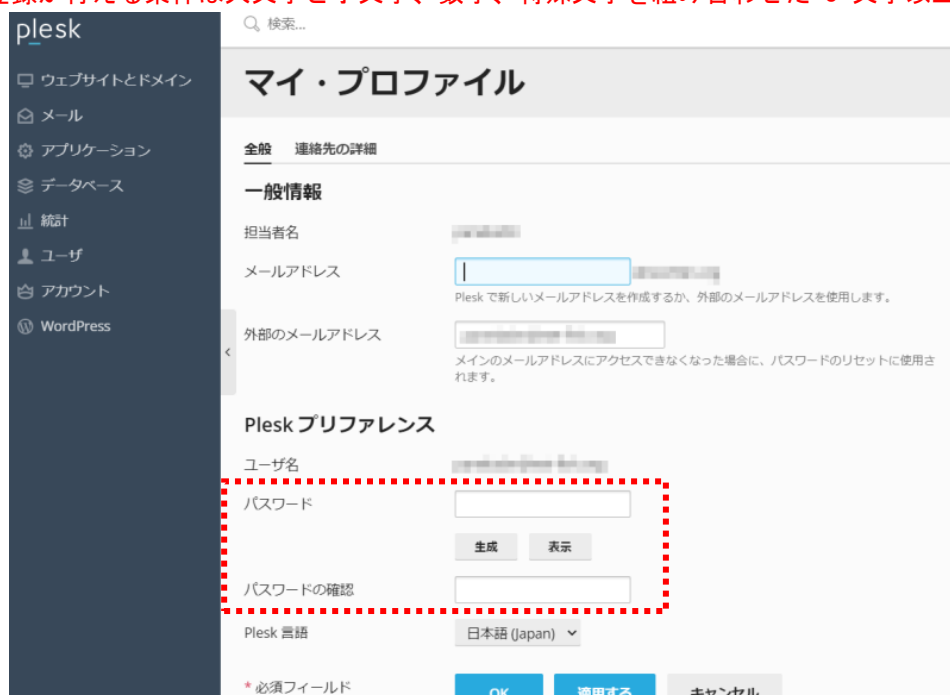 plesk
検索...
ウェブサイトとドメイン
メール
アプリケーション
データベース
統計
ユーザ
アカウント
WordPress
マイ・プロファイル
全般 連絡先の詳細
一般情報
担当者名
メールアドレス
Plesk で新しいメールアドレスを作成するか、外部のメールアドレスを使用します。
外部のメールアドレス
メインのメールアドレスにアクセスできなくなった場合に、パスワードのリセットに使用さ
れます。
Plesk プリファレンス
ユーザ名
パスワード
生成 表示
パスワードの確認
Plesk 言語 日本語 (Japan)
* 必須フィールド
OK 適用する キャンセル